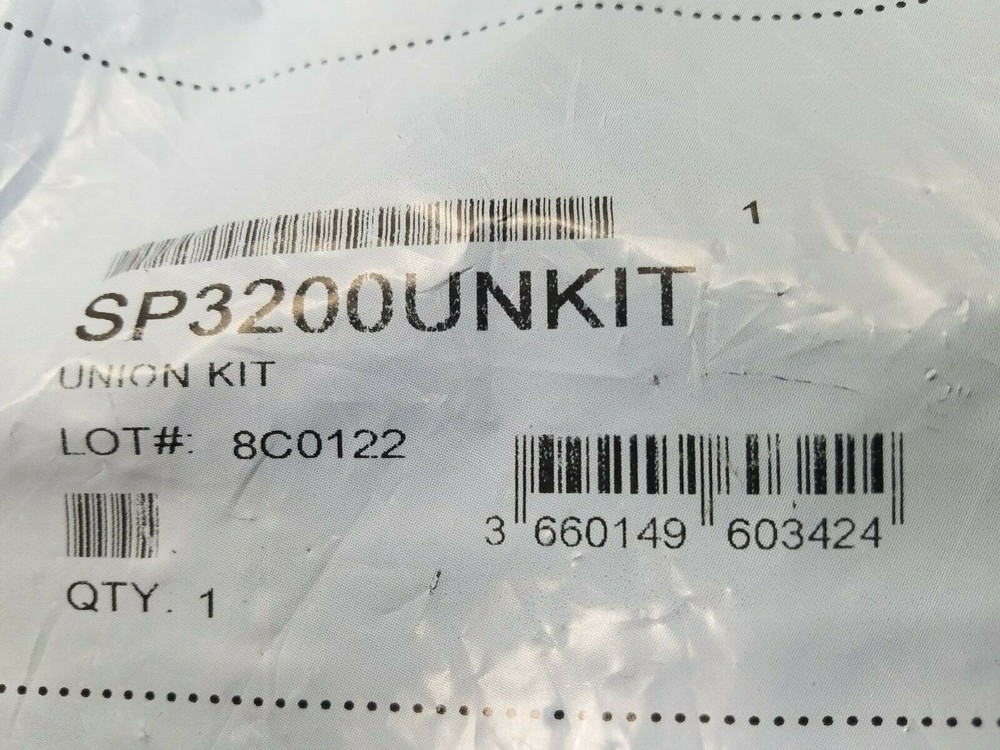 1
SP3200UNKIT
UNION KIT
LOT#: 8C0122
3 660149 603424
QTY. 1